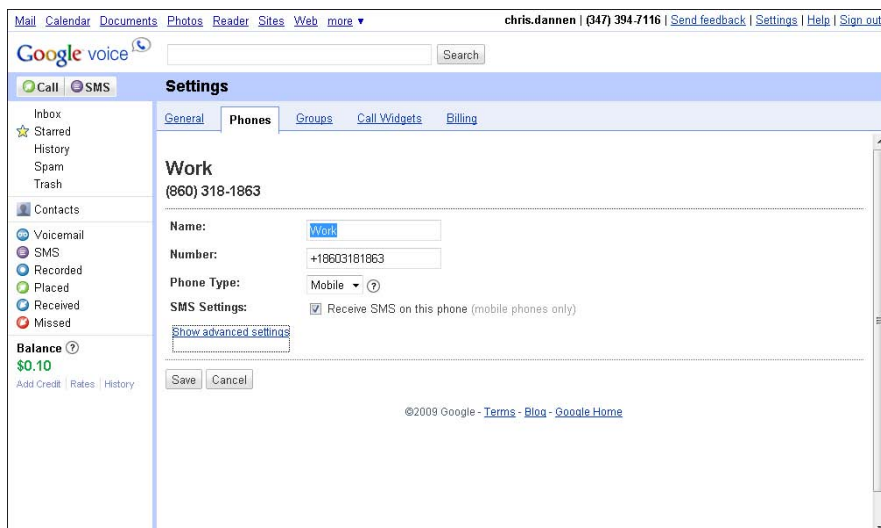 Mail Calendar Documents Photos Reader Sites Web more ▼ chris.dannen | (347) 394-7116 | Send feedback | Settings | Help | Sign out
Google voice Search
Call SMS Settings
Inbox
Starred
History
Spam
Trash
Contacts
Voicemail
SMS
Recorded
Placed
Received
Missed
Balance ?
$0.10
Add Credit | Rates | History
General Phones Groups Call Widgets Billing
Work
(860) 318-1863
Name: Work
Number: +18603181863
Phone Type: Mobile ▼ ?
SMS Settings: Receive SMS on this phone (mobile phones only)
Show advanced settings
Save Cancel
©2009 Google - Terms - Blog - Google Home